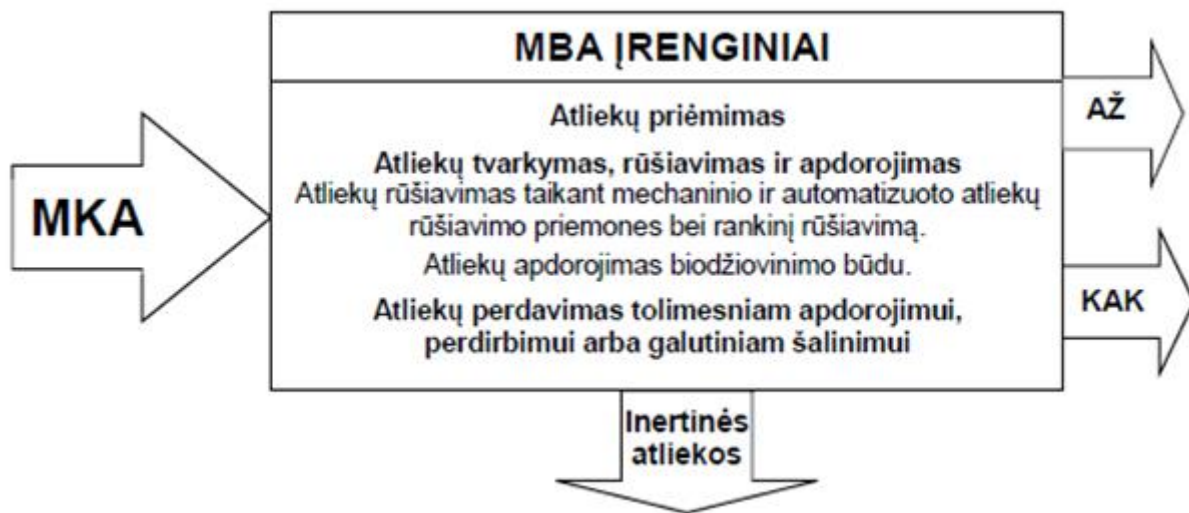 MBA ĮRENGINIAI
AŽ
Atliekų priėmimas
Atliekų tvarkymas, rūšiavimas ir apdorojimas
Atliekų rūšiavimas taikant mechaninio ir automatizuoto atliekų
rūšiavimo priemones bei rankinį rūšiavimą.
MKA
Atliekų apdorojimas biodžiovinimo būdu.
KAK
Atliekų perdavimas tolimesniam apdorojimui,
perdirbimui arba galutiniam šalinimui
Inertinės
atliekos